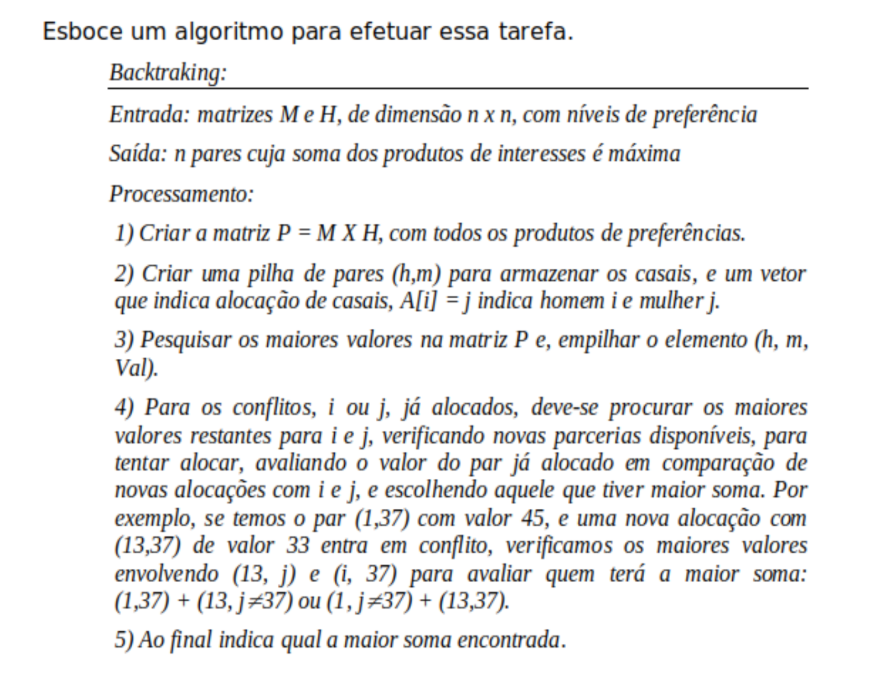 Esboce um algoritmo para efetuar essa tarefa.
Backtraking:
Entrada: matrizes M e H, de dimensão n x n, com níveis de preferência
Saída: n pares cuja soma dos produtos de interesses é máxima
Processamento:
1) Criar a matriz P = M X H, com todos os produtos de preferências.
2) Criar uma pilha de pares (h,m) para armazenar os casais, e um vetor
que indica alocação de casais, A[i] = j indica homem i e mulher j.
3) Pesquisar os maiores valores na matriz P e, empilhar o elemento (h, m,
Val).
4) Para os conflitos, i ou j, já alocados, deve-se procurar os maiores
valores restantes para i e j, verificando novas parcerias disponíveis, para
tentar alocar, avaliando o valor do par já alocado em comparação de
novas alocações com i e j, e escolhendo aquele que tiver maior soma. Por
exemplo, se temos o par (1,37) com valor 45, e uma nova alocação com
(13,37) de valor 33 entra em conflito, verificamos os maiores valores
envolvendo (13, j) e (i, 37) para avaliar quem terá a maior soma:
(1,37) + (13, j≠37) ou (1, j≠37) + (13,37).
5) Ao final indica qual a maior soma encontrada.